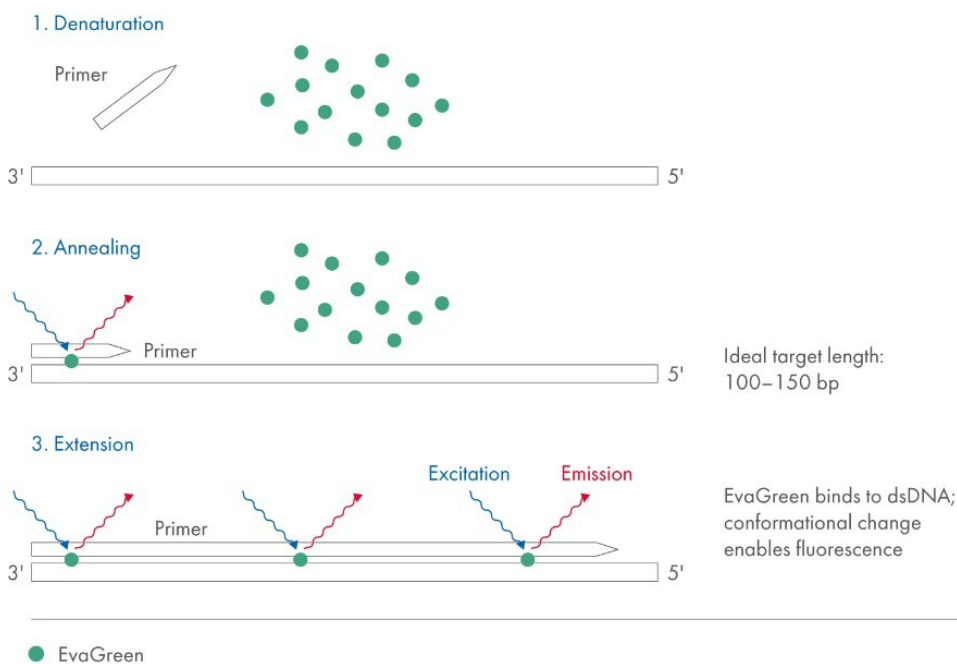 1. Denaturation
Primer
3'
5'
2. Annealing
Primer
3'
5'
Ideal target length:
100–150 bp
3. Extension
Excitation
Emission
Primer
3'
5'
EvaGreen binds to dsDNA;
conformational change
enables fluorescence
EvaGreen